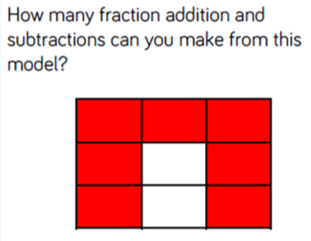 How many fraction addition and
subtractions can you make from this
model?